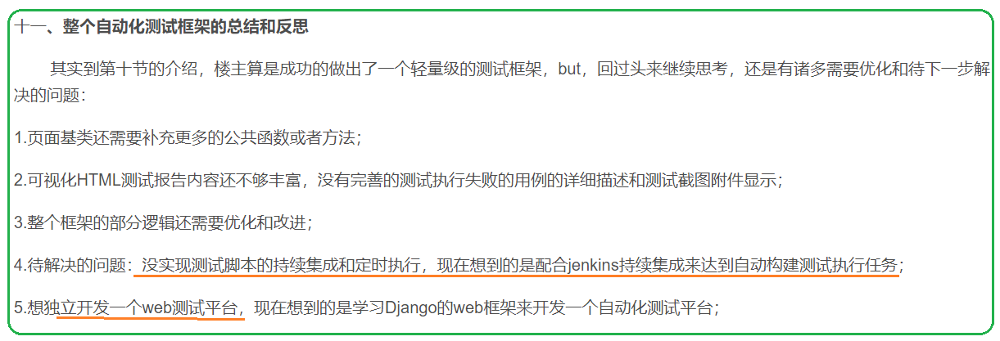 十一、整个自动化测试框架的总结和反思
其实到第十节的介绍，楼主算是成功的做出了一个轻量级的测试框架，but，回过头来继续思考，还是有诸多需要优化和待下一步解
决的问题：
1.页面基类还需要补充更多的公共函数或者方法；
2.可视化HTML测试报告内容还不够丰富，没有完善的测试执行失败的用例的详细描述和测试截图附件显示；
3.整个框架的部分逻辑还需要优化和改进；
4.待解决的问题：没实现测试脚本的持续集成和定时执行，现在想到的是配合jenkins持续集成来达到自动构建测试执行任务；
5.想独立开发一个web测试平台，现在想到的是学习Django的web框架来开发一个自动化测试平台；